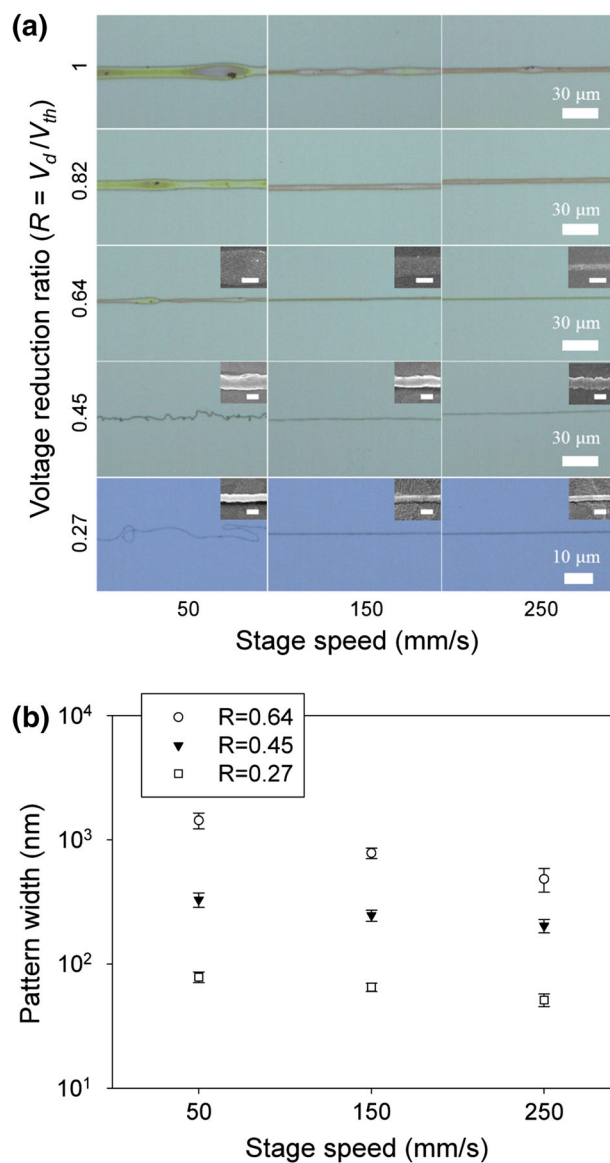 (a)
Voltage reduction ratio (R = Vd/Vth)
1
30 μm
0.82
30 μm
0.64
30 μm
0.45
30 μm
0.27
10 μm
50 150 250
Stage speed (mm/s)
(b)
R=0.64
R=0.45
R=0.27
Pattern width (nm)
10⁴
10³
10²
10¹
50 150 250
Stage speed (mm/s)